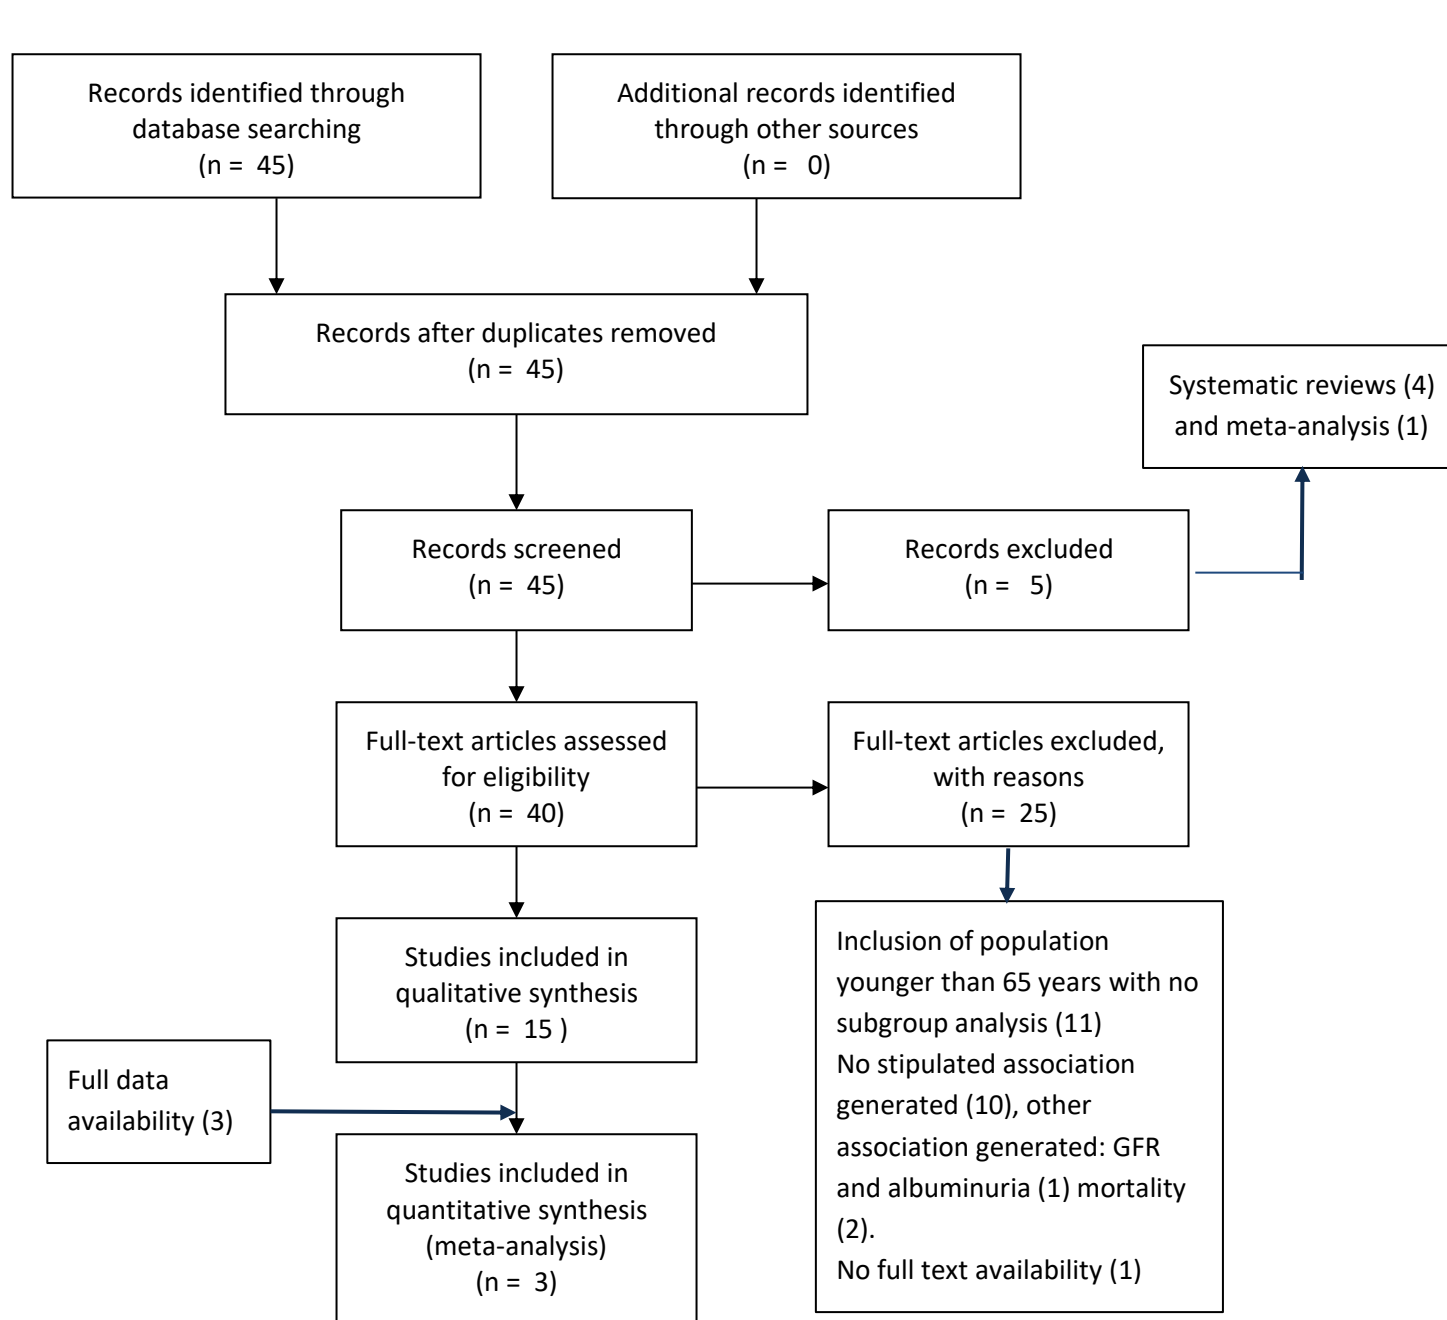 Records identified through
database searching
(n = 45)
Additional records identified
through other sources
(n = 0)
Records after duplicates removed
(n = 45)
Systematic reviews (4)
and meta-analysis (1)
Records screened
(n = 45)
Records excluded
(n = 5)
Full-text articles assessed
for eligibility
(n = 40)
Full-text articles excluded,
with reasons
(n = 25)
Studies included in
qualitative synthesis
(n = 15 )
Inclusion of population
younger than 65 years with no
subgroup analysis (11)
No stipulated association
generated (10), other
association generated: GFR
and albuminuria (1) mortality
(2).
No full text availability (1)
Full data
availability (3)
Studies included in
quantitative synthesis
(meta-analysis)
(n = 3)